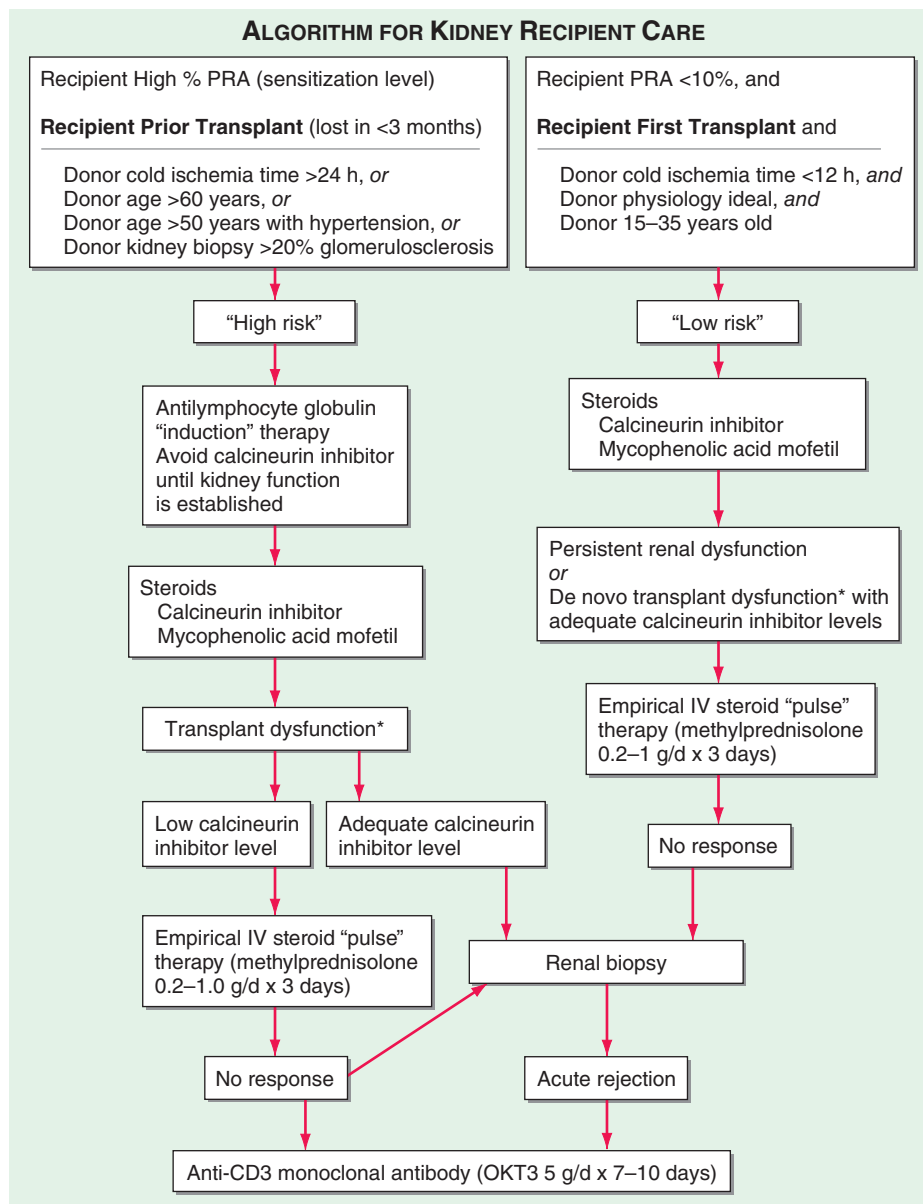 ALGORITHM FOR KIDNEY RECIPIENT CARE
Recipient High % PRA (sensitization level)
Recipient Prior Transplant (lost in <3 months)
Donor cold ischemia time >24 h, or
Donor age >60 years, or
Donor age >50 years with hypertension, or
Donor kidney biopsy >20% glomerulosclerosis
Recipient PRA <10%, and
Recipient First Transplant and
Donor cold ischemia time <12 h, and
Donor physiology ideal, and
Donor 15–35 years old
“High risk”
“Low risk”
Antilymphocyte globulin
“induction” therapy
Avoid calcineurin inhibitor
until kidney function
is established
Steroids
Calcineurin inhibitor
Mycophenolic acid mofetil
Steroids
Calcineurin inhibitor
Mycophenolic acid mofetil
Persistent renal dysfunction
or
De novo transplant dysfunction* with
adequate calcineurin inhibitor levels
Transplant dysfunction*
Empirical IV steroid “pulse”
therapy (methylprednisolone
0.2–1 g/d x 3 days)
Low calcineurin
inhibitor level
Adequate calcineurin
inhibitor level
No response
Empirical IV steroid “pulse”
therapy (methylprednisolone
0.2–1.0 g/d x 3 days)
Renal biopsy
No response
Acute rejection
Anti-CD3 monoclonal antibody (OKT3 5 g/d x 7–10 days)